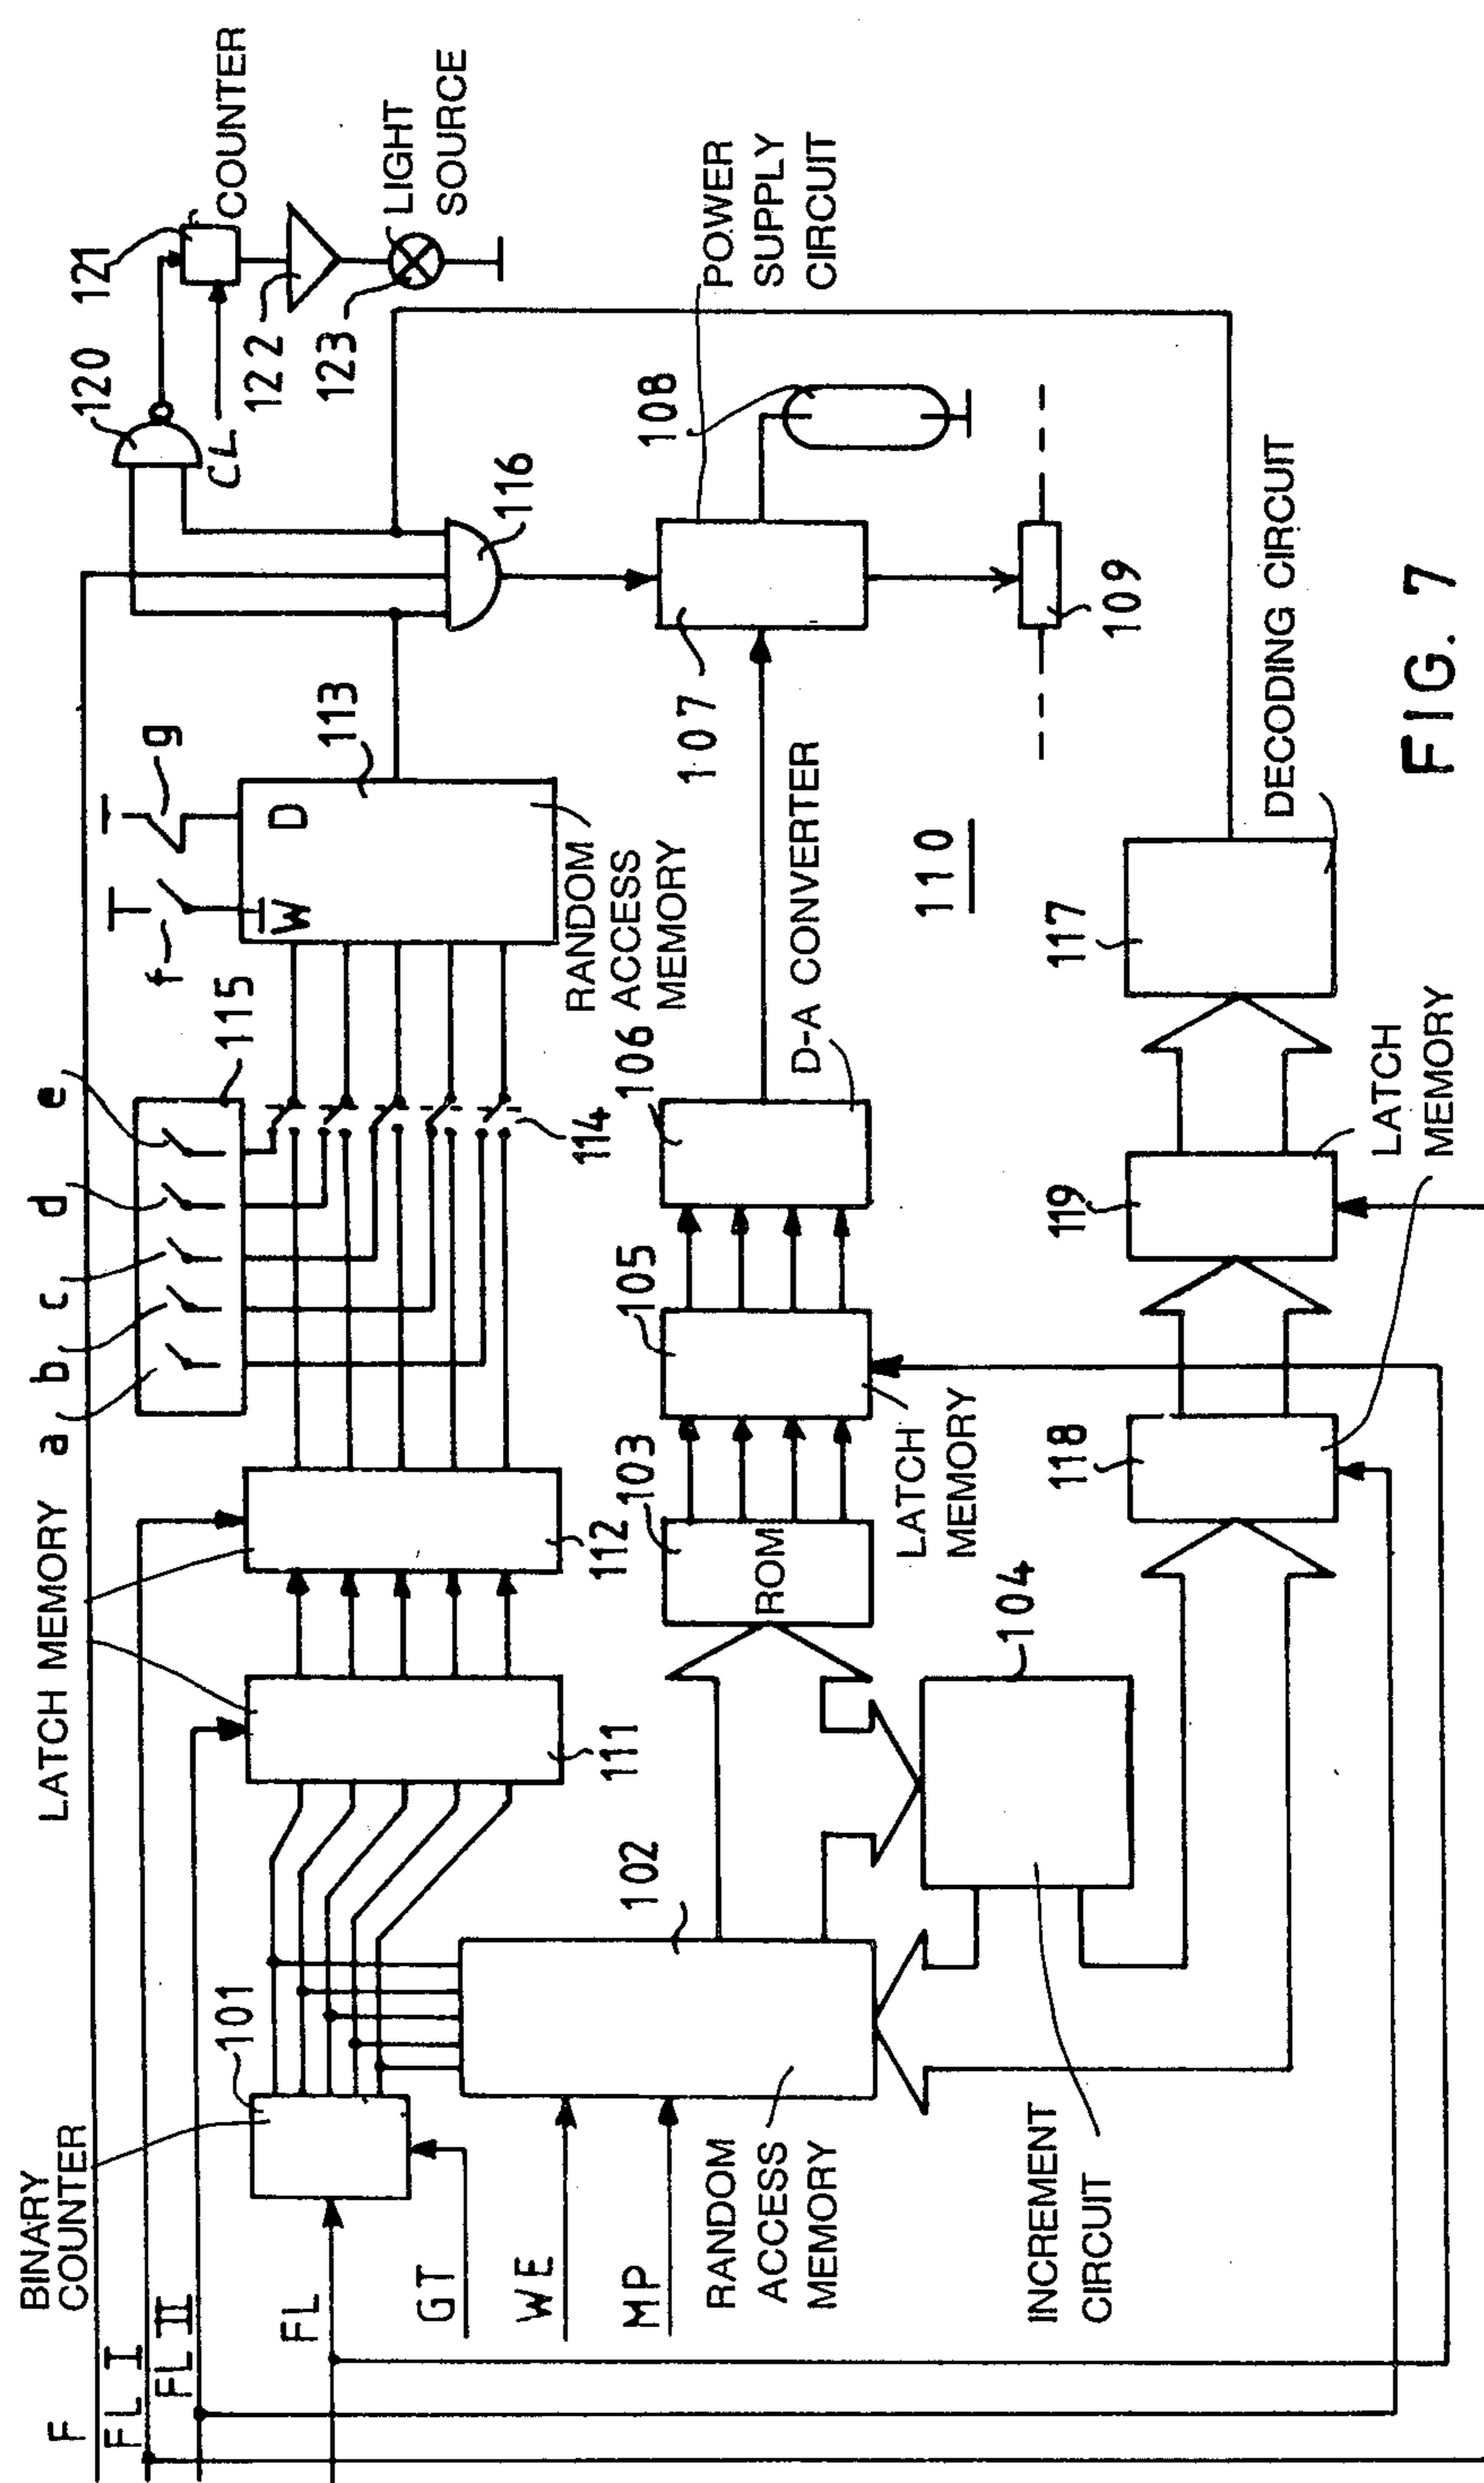 F
FL I
FL II
FL
GT
WE
MP
BINARY
COUNTER
101
LATCH MEMORY
111
112
a
b
c
d
e
115
114
f
g
W
D
113
RANDOM
ACCESS
MEMORY
116
120
CL
121
COUNTER
122
123
LIGHT
SOURCE
102
RANDOM
ACCESS
MEMORY
103
ROM
105
LATCH
MEMORY
106
D-A CONVERTER
107
POWER
SUPPLY
CIRCUIT
108
109
110
104
INCREMENT
CIRCUIT
118
119
LATCH
MEMORY
117
DECODING CIRCUIT
FIG. 7